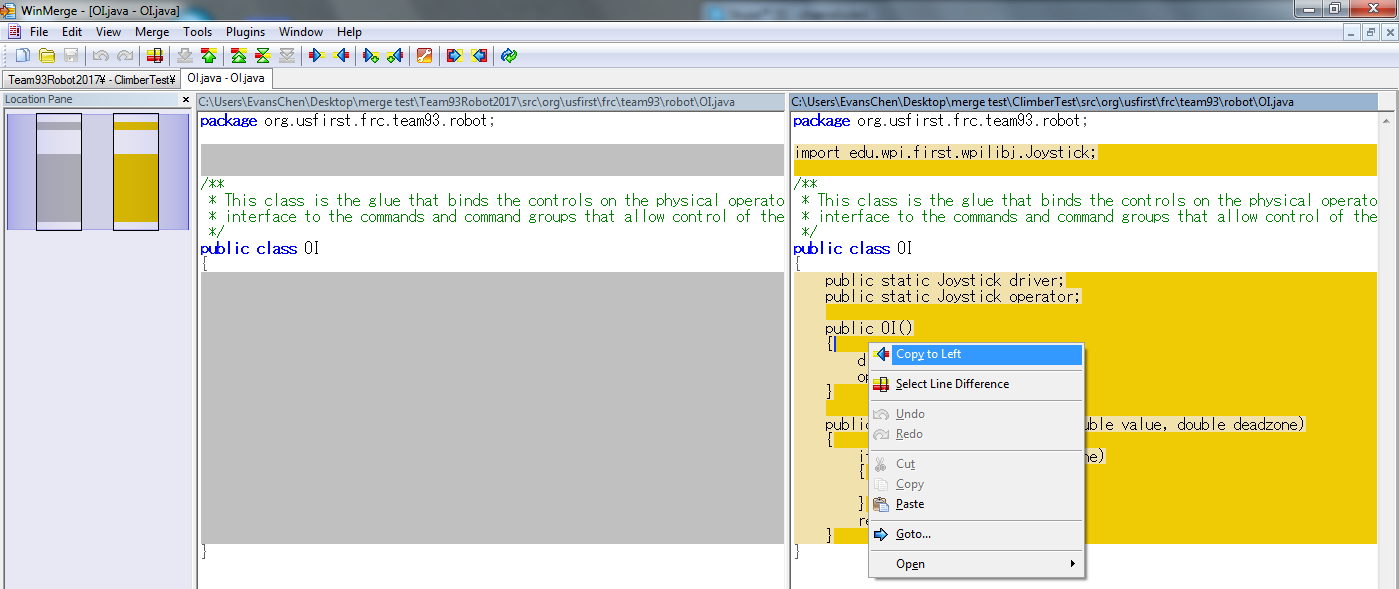 WinMerge - [OI.java - OI.java]
File Edit View Merge Tools Plugins Window Help
Team93Robot2017¥ - ClimberTest¥ OI.java - OI.java
Location Pane
C:\Users\EvansChen\Desktop\merge test\Team93Robot2017\src\org\usfirst\frc\team93\robot\OI.java
package org.usfirst.frc.team93.robot;
/**
* This class is the glue that binds the controls on the physical operato
* interface to the commands and command groups that allow control of the
*/
public class OI
{
}
C:\Users\EvansChen\Desktop\merge test\ClimberTest\src\org\usfirst\frc\team93\robot\OI.java
package org.usfirst.frc.team93.robot;
import edu.wpi.first.wpilibj.Joystick;
/**
* This class is the glue that binds the controls on the physical operato
* interface to the commands and command groups that allow control of the
*/
public class OI
{
public static Joystick driver;
public static Joystick operator;
public OI()
{
d
op
}
public
value, double deadzone)
{
{
}
re
}
}
Copy to Left
Select Line Difference
Undo
Redo
Cut
Copy
Paste
Goto...
Open